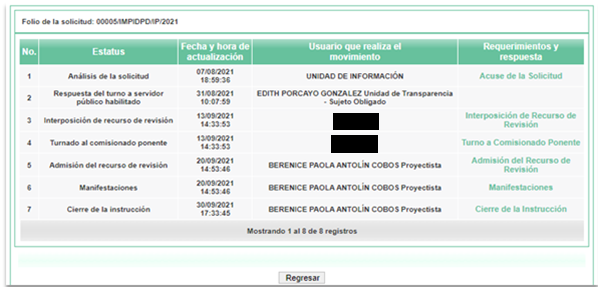 Folio de la solicitud: 00005/IMPIDPD/IP/2021
No. Estatus Fecha y hora de actualización Usuario que realiza el movimiento Requerimientos y respuesta
1 Análisis de la solicitud 07/08/2021 18:59:36 UNIDAD DE INFORMACIÓN Acuse de la Solicitud
2 Respuesta del turno a servidor público habilitado 31/08/2021 10:07:59 EDITH PORCAYO GONZALEZ Unidad de Transparencia - Sujeto Obligado
3 Interposición de recurso de revisión 13/09/2021 14:33:53 Interposición de Recurso de Revisión
4 Turnado al comisionado ponente 13/09/2021 14:33:53 Turno a Comisionado Ponente
5 Admisión del recurso de revisión 20/09/2021 14:53:46 BERENICE PAOLA ANTOLÍN COBOS Proyectista Admisión del Recurso de Revisión
6 Manifestaciones 20/09/2021 14:53:46 BERENICE PAOLA ANTOLÍN COBOS Proyectista Manifestaciones
7 Cierre de la instrucción 30/09/2021 17:33:45 BERENICE PAOLA ANTOLÍN COBOS Proyectista Cierre de la Instrucción
Mostrando 1 al 8 de 8 registros
Regresar